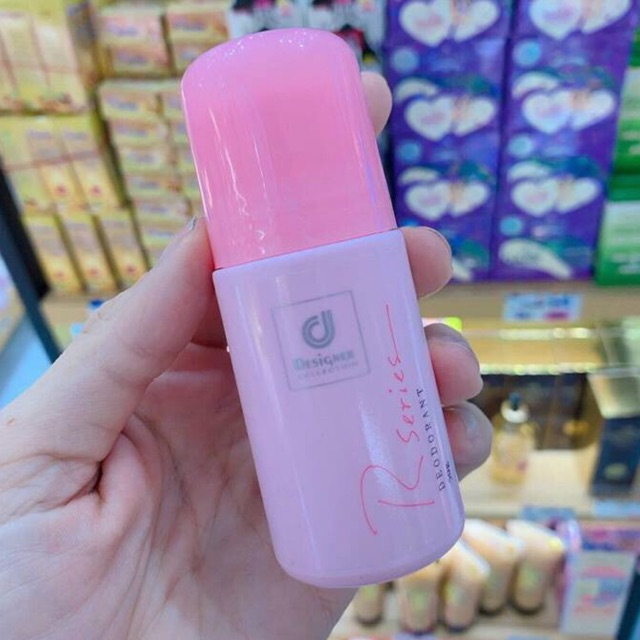 d
DESIGNER
COLLECTION
R series
DEODORANT